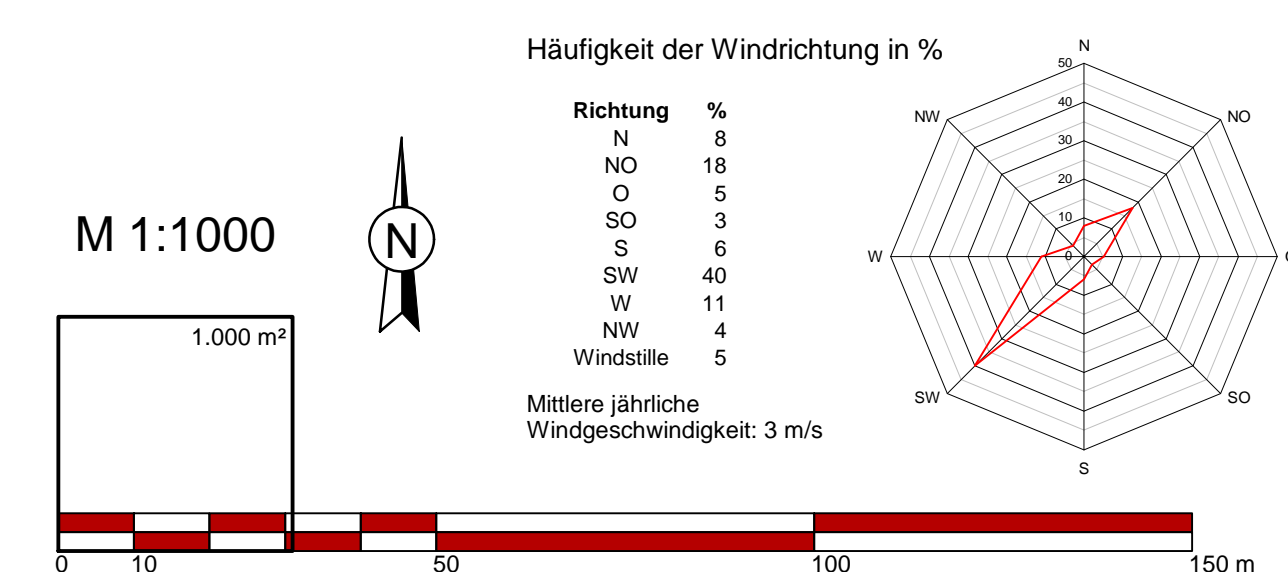 Häufigkeit der Windrichtung in %
Richtung %
N 8
NO 18
O 5
SO 3
S 6
SW 40
W 11
NW 4
Windstille 5
Mittlere jährliche
Windgeschwindigkeit: 3 m/s
N
50
40
30
20
10
0
NW
NO
W
SW
SO
S
M 1:1000
N
1.000 m²
0 10 50 100 150 m